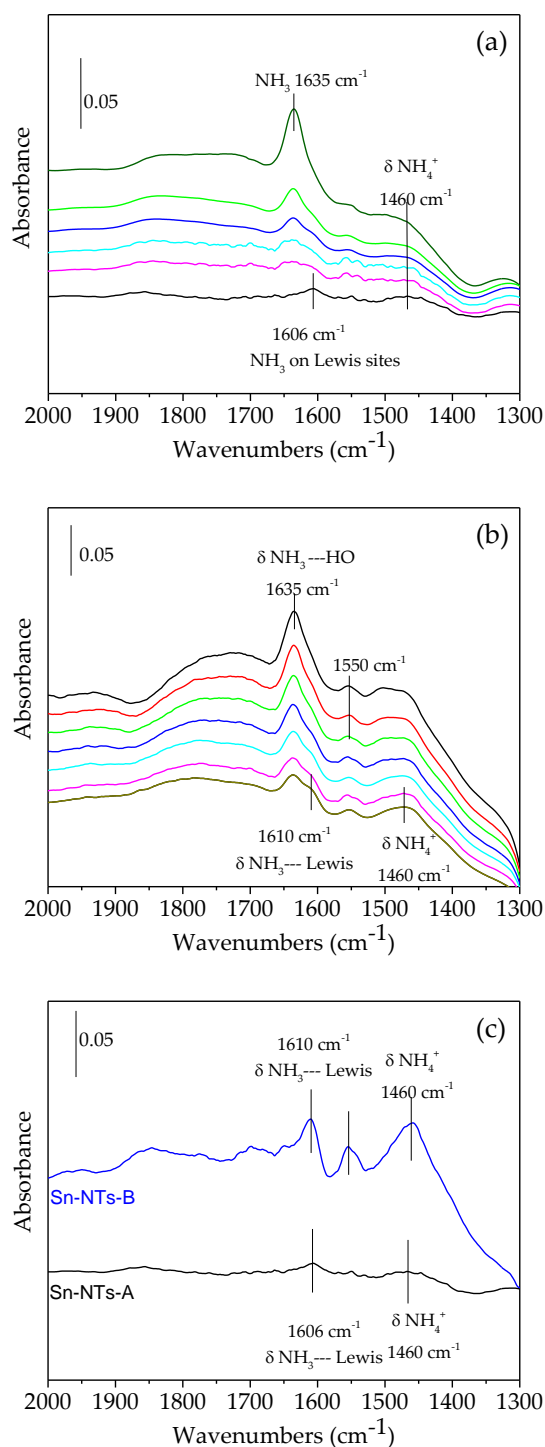 (a)
0.05
NH₃ 1635 cm⁻¹
δ NH₄⁺
1460 cm⁻¹
1606 cm⁻¹
NH₃ on Lewis sites
Absorbance
2000 1900 1800 1700 1600 1500 1400 1300
Wavenumbers (cm⁻¹)
(b)
0.05
δ NH₃---HO
1635 cm⁻¹
1550 cm⁻¹
1610 cm⁻¹
δ NH₃--- Lewis
δ NH₄⁺
1460 cm⁻¹
Absorbance
2000 1900 1800 1700 1600 1500 1400 1300
Wavenumbers (cm⁻¹)
(c)
0.05
1610 cm⁻¹
δ NH₃--- Lewis
δ NH₄⁺
1460 cm⁻¹
Sn-NTs-B
Sn-NTs-A
1606 cm⁻¹
δ NH₃--- Lewis
δ NH₄⁺
1460 cm⁻¹
Absorbance
2000 1900 1800 1700 1600 1500 1400 1300
Wavenumbers (cm⁻¹)